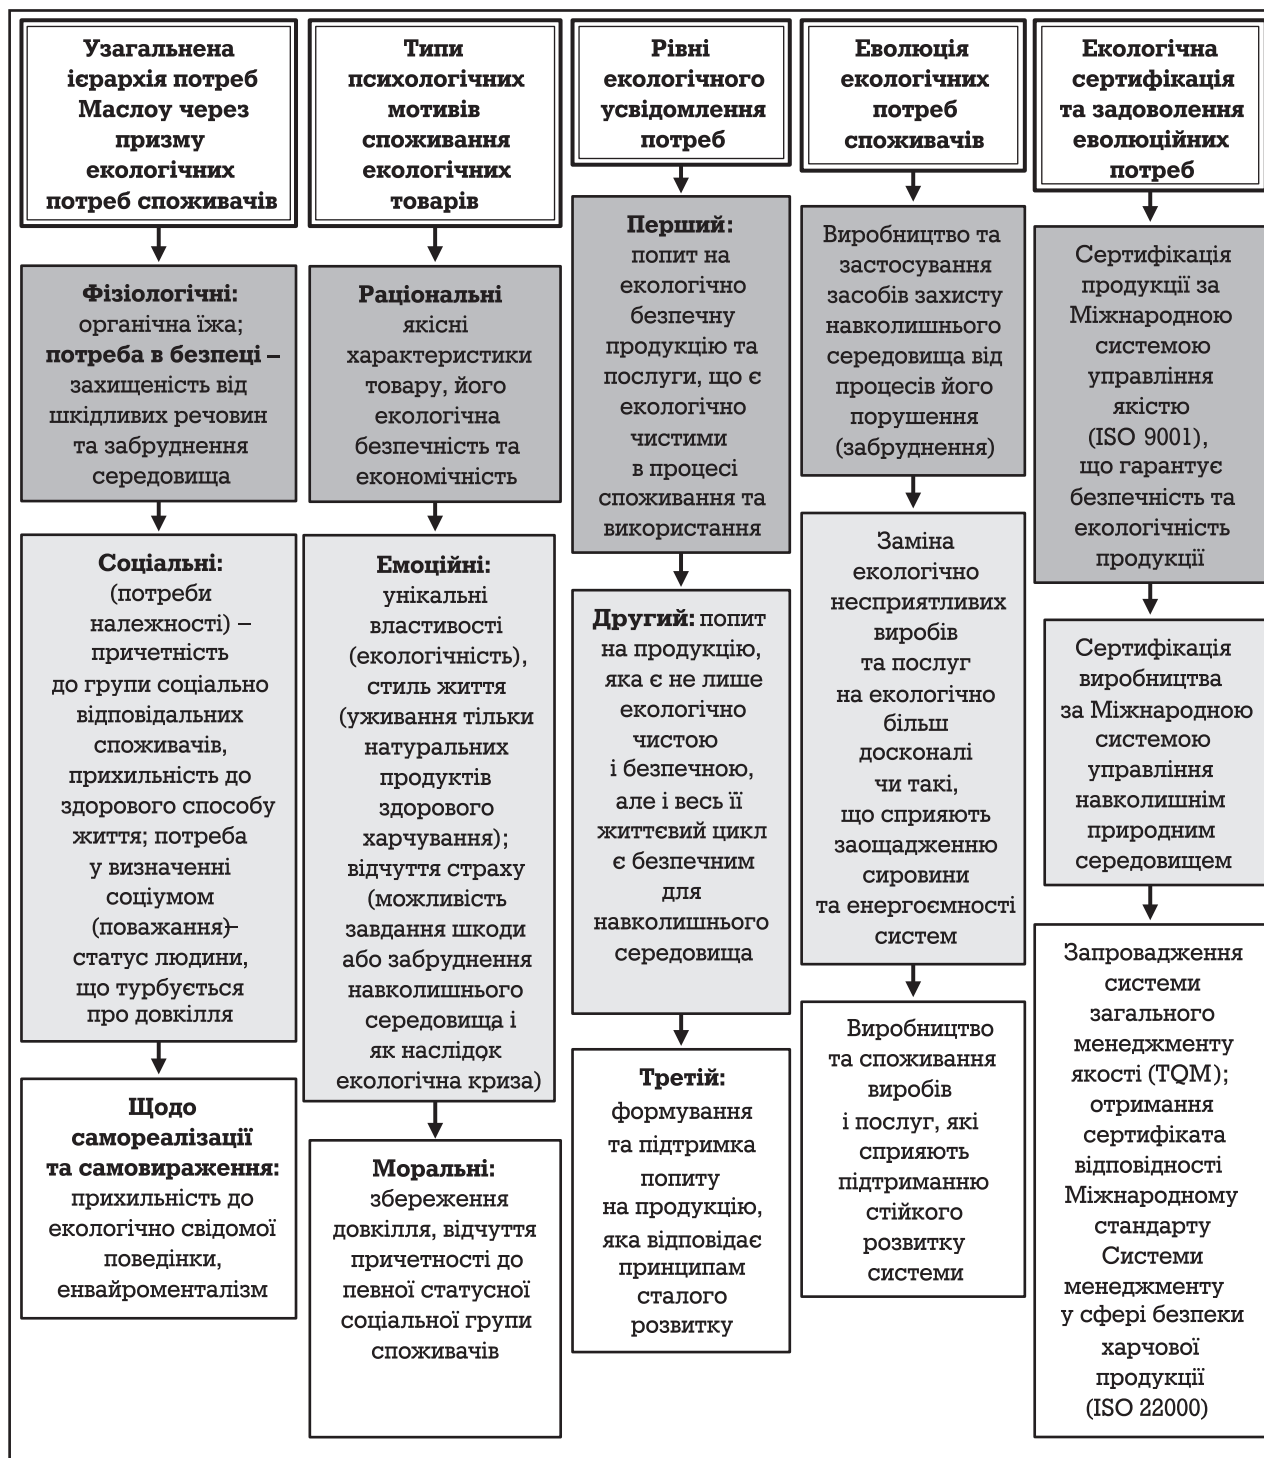 Узагальнена
ієрархія потреб
Маслоу через
призму
екологічних
потреб споживачів
Фізіологічні:
органічна їжа;
потреба в безпеці –
захищеність від
шкідливих речовин
та забруднення
середовища
Соціальні:
(потреби
належності) –
причетність
до групи соціально
відповідальних
споживачів,
прихильність до
здорового способу
життя; потреба
у визначенні
соціумом
(поважання)–
статус людини,
що турбується
про довкілля
Щодо
самореалізації
та самовираження:
прихильність до
екологічно свідомої
поведінки,
енвайроменталізм
Типи
психологічних
мотивів
споживання
екологічних
товарів
Раціональні
якісні
характеристики
товару, його
екологічна
безпечність та
економічність
Емоційні:
унікальні
властивості
(екологічність),
стиль життя
(уживання тільки
натуральних
продуктів
здорового
харчування);
відчуття страху
(можливість
завдання шкоди
або забруднення
навколишнього
середовища, і
як наслідок,
екологічна криза)
Моральні:
збереження
довкілля, відчуття
причетності до
певної статусної
соціальної групи
споживачів
Рівні
екологічного
усвідомлення
потреб
Перший:
попит на
екологічно
безпечну
продукцію та
послуги, що є
екологічно
чистими
в процесі
споживання та
використання
Другий: попит
на продукцію,
яка є не лише
екологічно
чистою
і безпечною,
але і весь її
життєвий цикл
є безпечним
для
навколишнього
середовища
Третій:
формування
та підтримка
попиту
на продукцію,
яка відповідає
принципам
сталого
розвитку
Еволюція
екологічних
потреб
споживачів
Виробництво та
застосування
засобів захисту
навколишнього
середовища від
процесів його
порушення
(забруднення)
Заміна
екологічно
несприятливих
виробів
та послуг
на екологічно
більш
досконалі
чи такі,
що сприяють
заощадженню
сировини
та енергоємності
систем
Виробництво
та споживання
виробів
і послуг, які
сприяють
підтриманню
стійкого
розвитку
системи
Екологічна
сертифікація
та задоволення
еволюційних
потреб
Сертифікація
продукції за
Міжнародною
системою
управління
якістю
(ISO 9001),
що гарантує
безпечність та
екологічність
продукції
Сертифікація
виробництва
за Міжнародною
системою
управління
навколишнім
природним
середовищем
Запровадження
системи
загального
менеджменту
якості (TQM);
отримання
сертифіката
відповідності
Міжнародному
стандарту
Системи
менеджменту
у сфері безпеки
харчової
продукції
(ISO 22000)